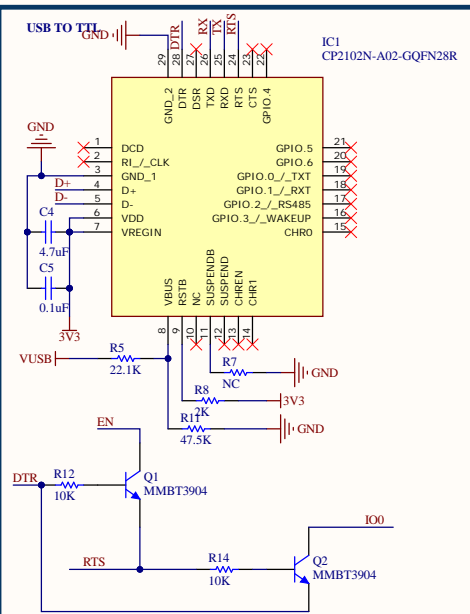 USB TO TTL
GND
DTR
RX
TX
RTS
IC1
CP2102N-A02-GQFN28R
29
28
27
26
25
24
23
22
GND_2
DTR
DSR
TXD
RXD
RTS
CTS
GPIO.4
GND
D+
D-
1
2
3
4
5
6
7
DCD
RI_/_CLK
GND_1
D+
D-
VDD
VREGIN
GPIO.5
GPIO.6
GPIO.0_/_TXT
GPIO.1_/_RXT
GPIO.2_/_RS485
GPIO.3_/_WAKEUP
CHR0
21
20
19
18
17
16
15
C4
4.7uF
C5
0.1uF
3V3
VBUS
RSTB
NC
SUSPENDB
SUSPEND
CHREN
CHR1
8
9
10
11
12
13
14
VUSB
R5
22.1K
R7
NC
GND
R8
2K
3V3
R11
47.5K
GND
EN
DTR
R12
10K
Q1
MMBT3904
IO0
RTS
R14
10K
Q2
MMBT3904